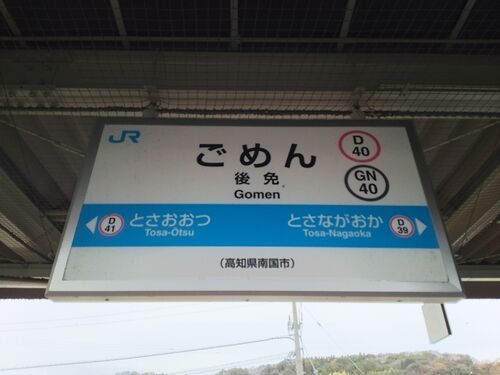 JR
ごめん
後免
Gomen
D
40
GN
40
D
41
とさおおつ
Tosa-Otsu
とさながおか
Tosa-Nagaoka
D
39
（高知県南国市）